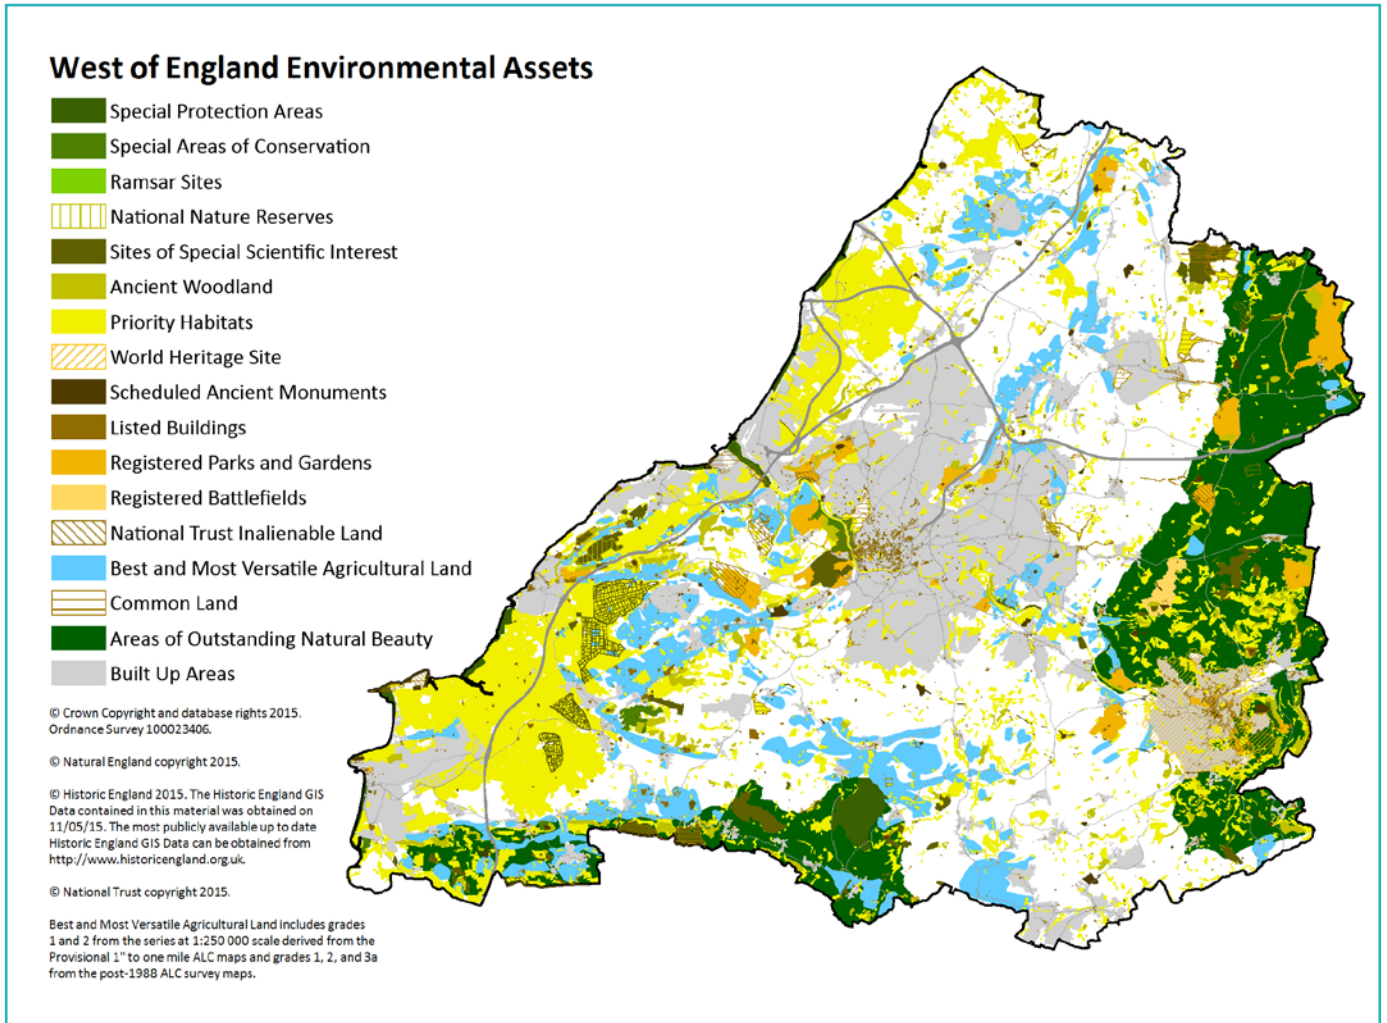 West of England Environmental Assets
Special Protection Areas
Special Areas of Conservation
Ramsar Sites
National Nature Reserves
Sites of Special Scientific Interest
Ancient Woodland
Priority Habitats
World Heritage Site
Scheduled Ancient Monuments
Listed Buildings
Registered Parks and Gardens
Registered Battlefields
National Trust Inalienable Land
Best and Most Versatile Agricultural Land
Common Land
Areas of Outstanding Natural Beauty
Built Up Areas
© Crown Copyright and database rights 2015.
Ordnance Survey 100023406.
© Natural England copyright 2015.
© Historic England 2015. The Historic England GIS
Data contained in this material was obtained on
11/05/15. The most publicly available up to date
Historic England GIS Data can be obtained from
http://www.historicengland.org.uk.
© National Trust copyright 2015.
Best and Most Versatile Agricultural Land includes grades
1 and 2 from the series at 1:250 000 scale derived from the
Provisional 1" to one mile ALC maps and grades 1, 2, and 3a
from the post-1988 ALC survey maps.